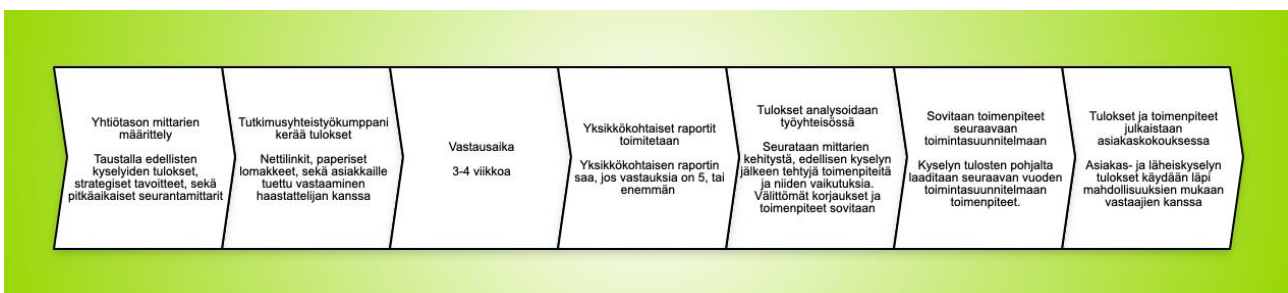 Yhtiötason mittarien
määrittely
Taustalla edellisten
kyselyiden tulokset,
strategiset tavoitteet, sekä
pitkäaikaiset seurantamittarit
Tutkimusyhteistyökumppani
kerää tulokset
Nettilinkit, paperiset
lomakkeet, sekä asiakkaille
tuettu vastaaminen
haastattelijan kanssa
Vastausaika
3-4 viikkoa
Yksikkökohtaiset raportit
toimitetaan
Yksikkökohtaisen raportin
saa, jos vastauksia on 5, tai
enemmän
Tulokset analysoidaan
työyhteisössä
Seurataan mittarien
kehitystä, edellisen kyselyn
jälkeen tehtyjä toimenpiteitä
ja niiden vaikutuksia.
Välittömät korjaukset ja
toimenpiteet sovitaan
Sovitaan toimenpiteet
seuraavaan
toimintasuunnitelmaan
Kyselyn tulosten pohjalta
laaditaan seuraavan vuoden
toimintasuunnitelmaan
toimenpiteet.
Tulokset ja toimenpiteet
julkaistaan
asiakaskokouksessa
Asiakas- ja läheiskyselyn
tulokset käydään läpi
mahdollisuuksien mukaan
vastaajien kanssa